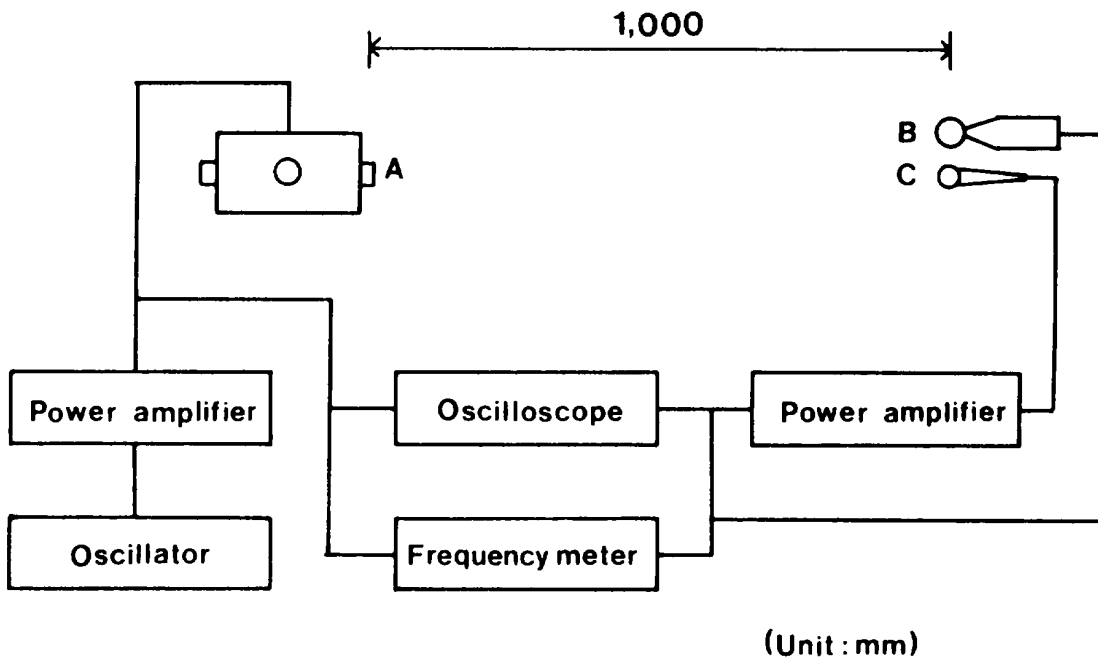 1,000
A
B
C
Power amplifier
Oscilloscope
Power amplifier
Oscillator
Frequency meter
(Unit : mm)